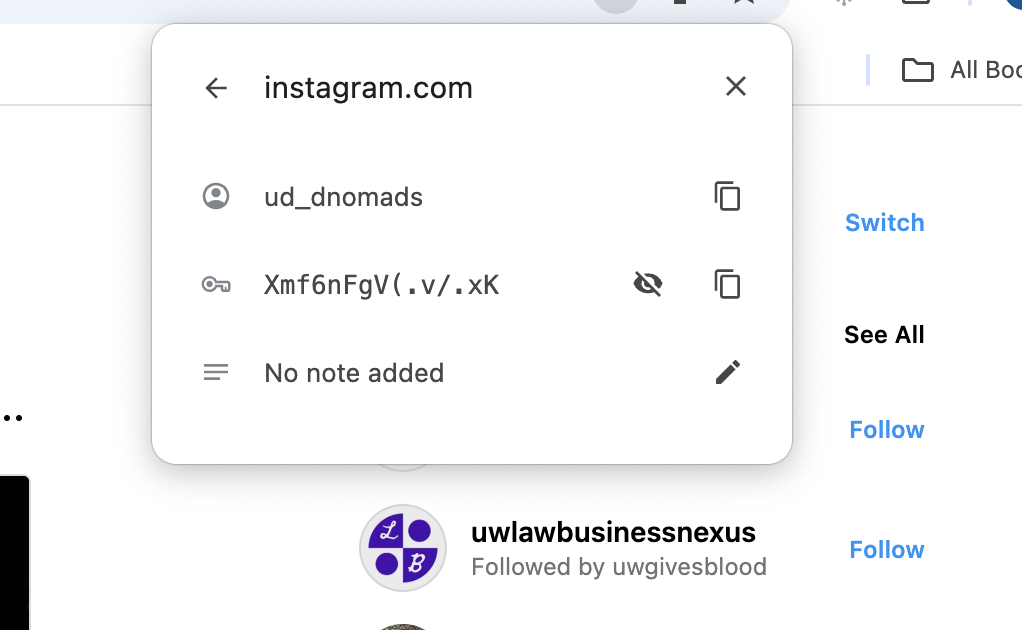 instagram.com
All Boo
ud_dnomads
Switch
Xmf6nFgV(.v/.xK
See All
No note added
Follow
L
B
uwlawbusinessnexus
Followed by uwgivesblood
Follow